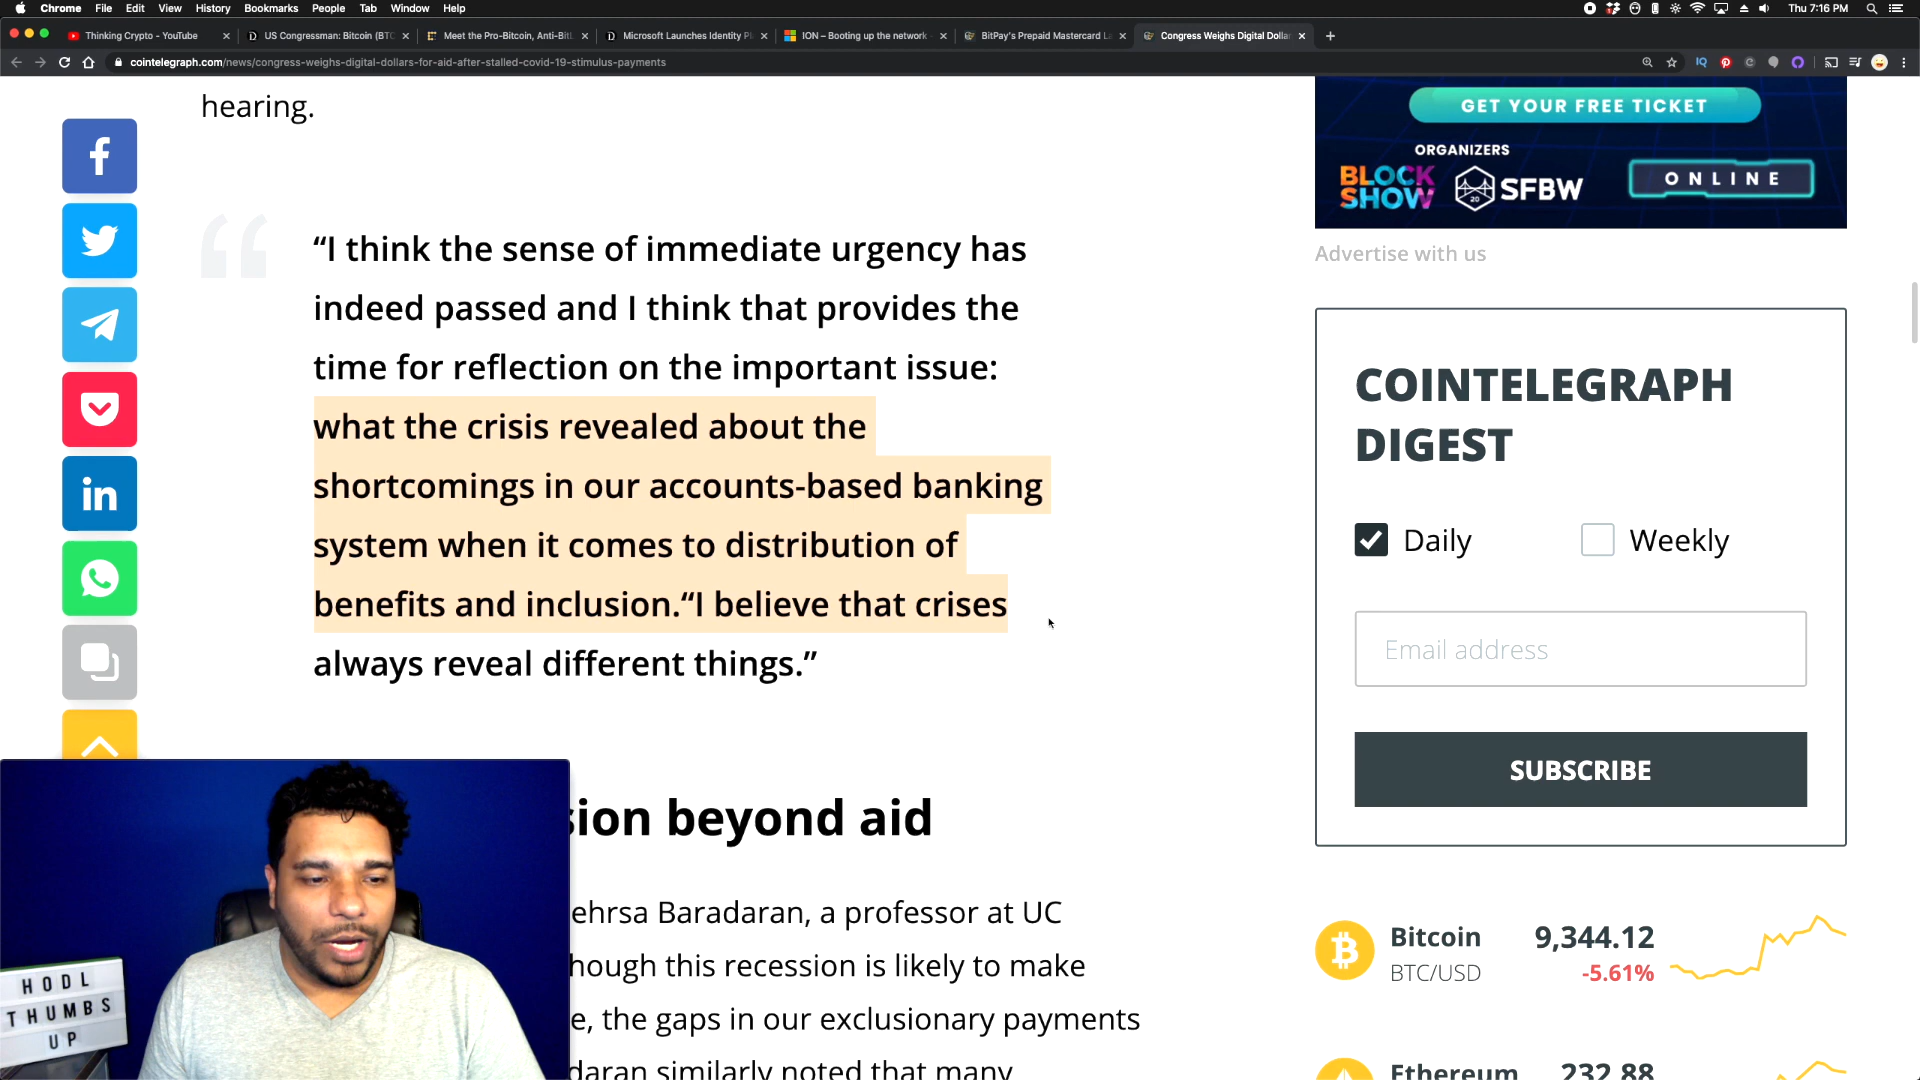 Chrome File Edit View History Bookmarks People Tab Window Help
Thu 7:16 PM
Thinking Crypto - YouTube
US Congressman: Bitcoin (BTC
Meet the Pro-Bitcoin, Anti-Bit
Microsoft Launches Identity Pl
ION – Booting up the network
BitPay's Prepaid Mastercard La
Congress Weighs Digital Dollar
cointelegraph.com/news/congress-weighs-digital-dollars-for-aid-after-stalled-covid-19-stimulus-payments
hearing.
“I think the sense of immediate urgency has
indeed passed and I think that provides the
time for reflection on the important issue:
what the crisis revealed about the
shortcomings in our accounts-based banking
system when it comes to distribution of
benefits and inclusion.“I believe that crises
always reveal different things.”
sion beyond aid
ehrsa Baradaran, a professor at UC
hough this recession is likely to make
e, the gaps in our exclusionary payments
daran similarly noted that many
GET YOUR FREE TICKET
ORGANIZERS
BLOCK
SHOW
20
SFBW
ONLINE
Advertise with us
COINTELEGRAPH
DIGEST
Daily
Weekly
Email address
SUBSCRIBE
Bitcoin 9,344.12
BTC/USD -5.61%
Ethereum 232.88
HODL
THUMBS
UP